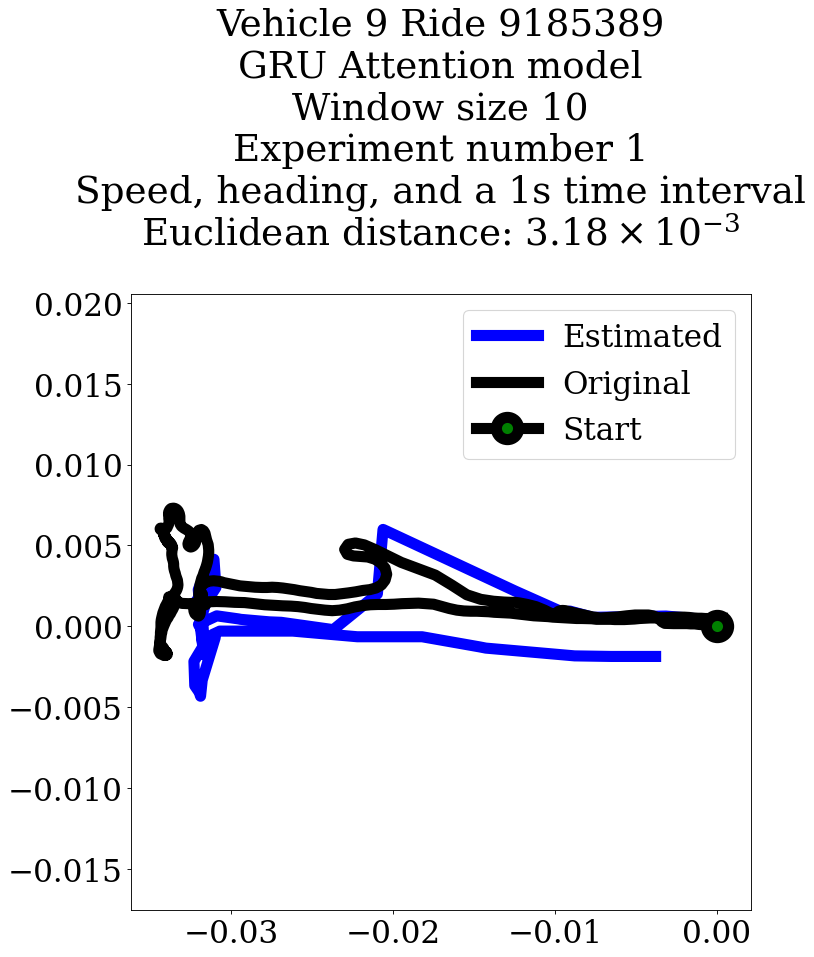 Vehicle 9 Ride 9185389
GRU Attention model
Window size 10
Experiment number 1
Speed, heading, and a 1s time interval
Euclidean distance: 3.18 × 10⁻³
0.020
0.015
0.010
0.005
0.000
−0.005
−0.010
−0.015
Estimated
Original
Start
−0.03
−0.02
−0.01
0.00